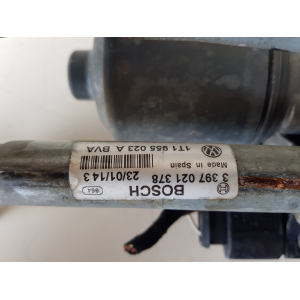 1T1 955 023 A BVA
Made in Spain
3 397 021 378
BOSCH
23/01/14 3